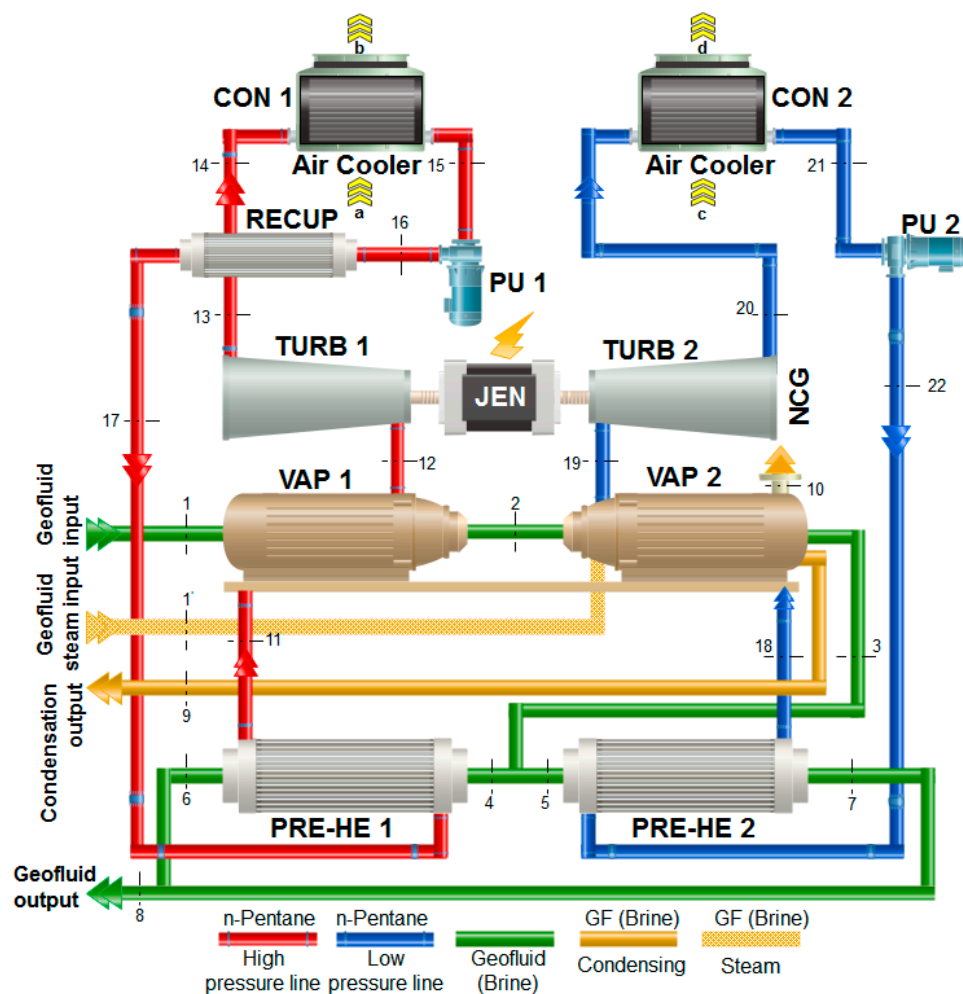 b
d
CON 1
CON 2
14
Air Cooler
15
Air Cooler
21
a
c
RECUP
16
PU 2
PU 1
13
20
TURB 1
TURB 2
JEN
NCG
22
17
12
19
VAP 1
VAP 2
10
Geofluid
input
1
2
Geofluid
steam input
1'
11
18
3
Condensation
output
9
6
4
5
7
PRE-HE 1
PRE-HE 2
Geofluid
output
8
n-Pentane
n-Pentane
GF (Brine)
GF (Brine)
High
pressure line
Low
pressure line
Geofluid
(Brine)
Condensing
Steam